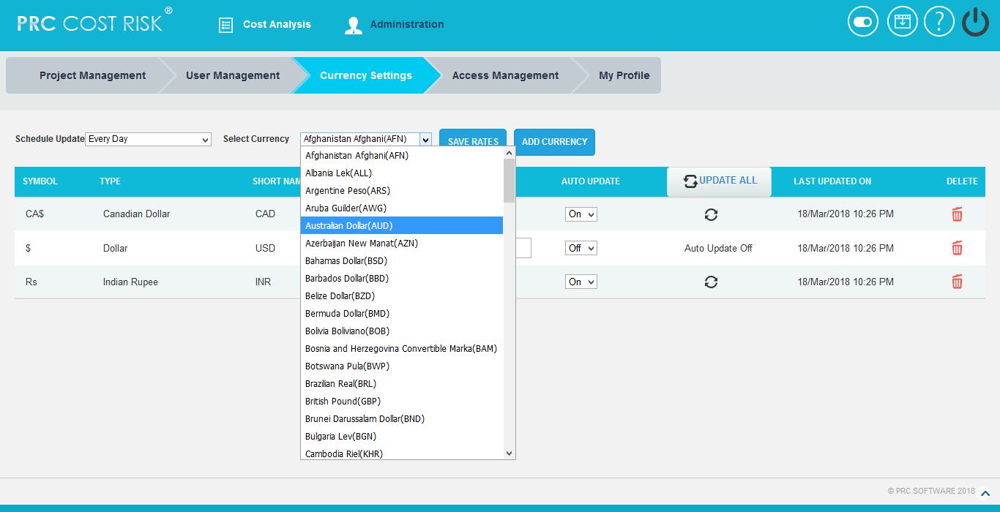 PRC COST RISK®
Cost Analysis
Administration
?
Project Management
User Management
Currency Settings
Access Management
My Profile
Schedule Update Every Day
Select Currency Afghanistan Afghani(AFN)
SAVE RATES
ADD CURRENCY
Afghanistan Afghani(AFN)
Albania Lek(ALL)
Argentine Peso(ARS)
Aruba Guilder(AWG)
Australian Dollar(AUD)
Azerbaijan New Manat(AZN)
Bahamas Dollar(BSD)
Barbados Dollar(BBD)
Belize Dollar(BZD)
Bermuda Dollar(BMD)
Bolivia Boliviano(BOB)
Bosnia and Herzegovina Convertible Marka(BAM)
Botswana Pula(BWP)
Brazilian Real(BRL)
British Pound(GBP)
Brunei Darussalam Dollar(BND)
Bulgaria Lev(BGN)
Cambodia Riel(KHR)
SYMBOL TYPE SHORT NAM AUTO UPDATE UPDATE ALL LAST UPDATED ON DELETE
CA$ Canadian Dollar CAD On 18/Mar/2018 10:26 PM
$ Dollar USD Off Auto Update Off 18/Mar/2018 10:26 PM
Rs Indian Rupee INR On 18/Mar/2018 10:26 PM
© PRC SOFTWARE 2018